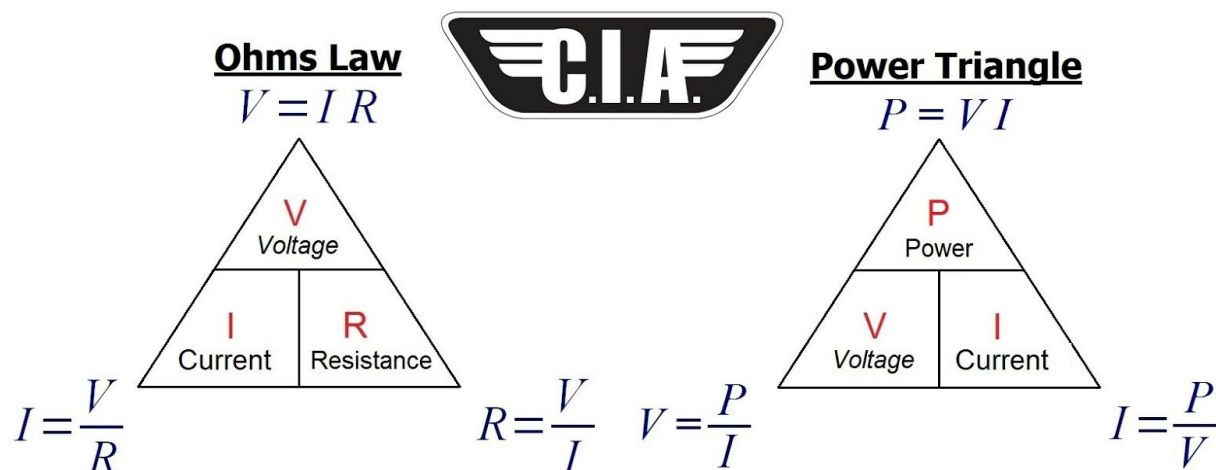 Ohms Law
V = I R
C.I.A.
Power Triangle
P = V I
V
Voltage
I
Current
R
Resistance
I = V/R
R = V/I
P
Power
V
Voltage
I
Current
V = P/I
I = P/V